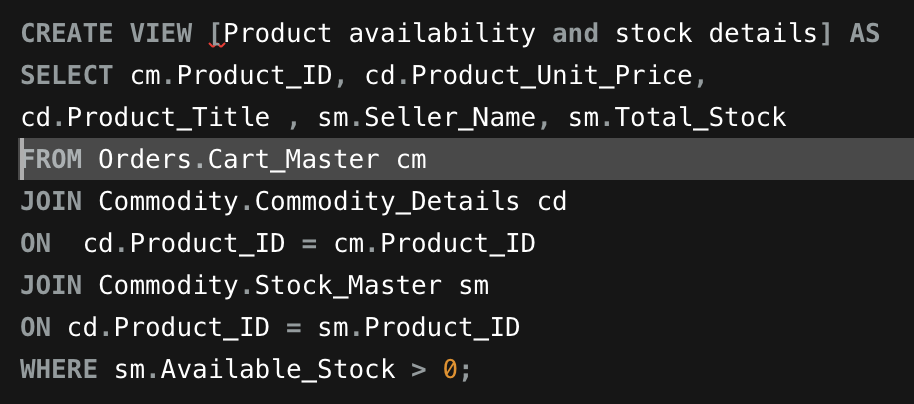 CREATE VIEW [Product availability and stock details] AS
SELECT cm.Product_ID, cd.Product_Unit_Price,
cd.Product_Title , sm.Seller_Name, sm.Total_Stock
FROM Orders.Cart_Master cm
JOIN Commodity.Commodity_Details cd
ON  cd.Product_ID = cm.Product_ID
JOIN Commodity.Stock_Master sm
ON cd.Product_ID = sm.Product_ID
WHERE sm.Available_Stock > 0;